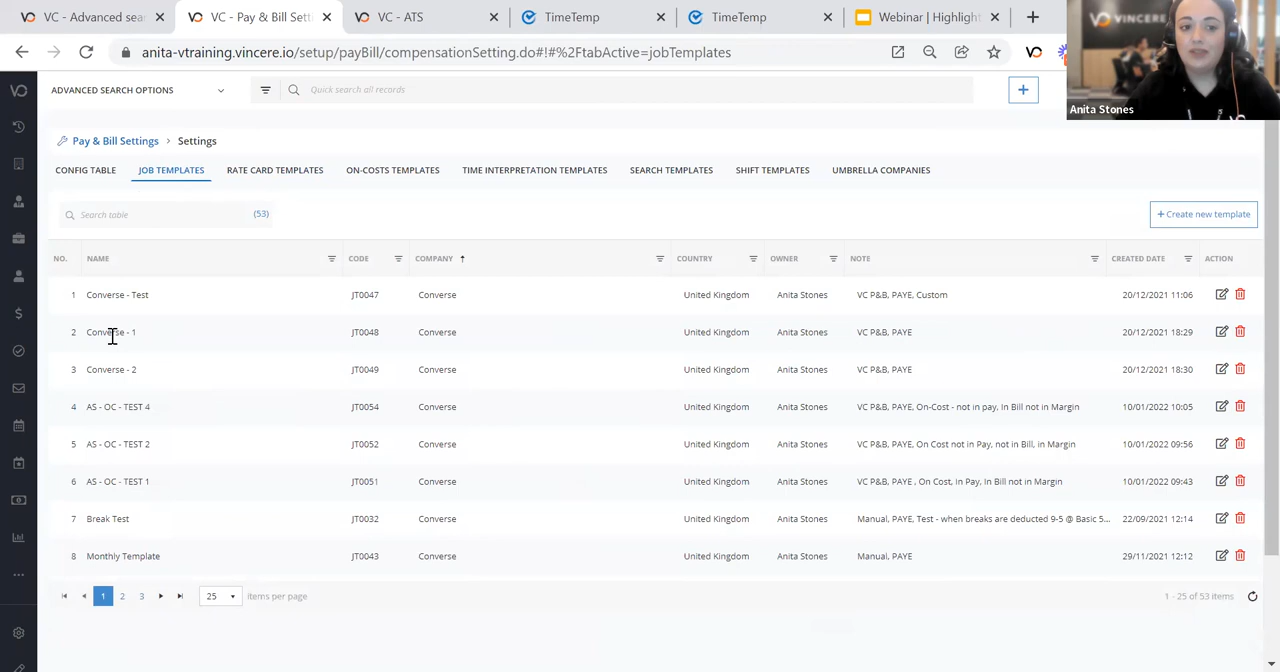 VC - Advanced sea
VC - Pay & Bill Setti
VC - ATS
TimeTemp
TimeTemp
Webinar | Highlight
anita-vtraining.vincere.io/setup/payBill/compensationSetting.do#!#%2FtabActive=jobTemplates
VINCERE
Anita Stones
ADVANCED SEARCH OPTIONS
Quick search all records
Pay & Bill Settings > Settings
CONFIG TABLE JOB TEMPLATES RATE CARD TEMPLATES ON-COSTS TEMPLATES TIME INTERPRETATION TEMPLATES SEARCH TEMPLATES SHIFT TEMPLATES UMBRELLA COMPANIES
Search table (53)
+ Create new template
NO. NAME CODE COMPANY COUNTRY OWNER NOTE CREATED DATE ACTION
1 Converse - Test JT0047 Converse United Kingdom Anita Stones VC P&B, PAYE, Custom 20/12/2021 11:06
2 Converse - 1 JT0048 Converse United Kingdom Anita Stones VC P&B, PAYE 20/12/2021 18:29
3 Converse - 2 JT0049 Converse United Kingdom Anita Stones VC P&B, PAYE 20/12/2021 18:30
4 AS - OC - TEST 4 JT0054 Converse United Kingdom Anita Stones VC P&B, PAYE, On-Cost - not in pay, In Bill not in Margin 10/01/2022 10:05
5 AS - OC - TEST 2 JT0052 Converse United Kingdom Anita Stones VC P&B, PAYE, On Cost not in Pay, not in Bill, in Margin 10/01/2022 09:56
6 AS - OC - TEST 1 JT0051 Converse United Kingdom Anita Stones VC P&B, PAYE , On Cost, In Pay, In Bill not in Margin 10/01/2022 09:43
7 Break Test JT0032 Converse United Kingdom Anita Stones Manual, PAYE, Test - when breaks are deducted 9-5 @ Basic 5... 22/09/2021 12:14
8 Monthly Template JT0043 Converse United Kingdom Anita Stones Manual, PAYE 29/11/2021 12:12
1 2 3 25 items per page
1 - 25 of 53 items